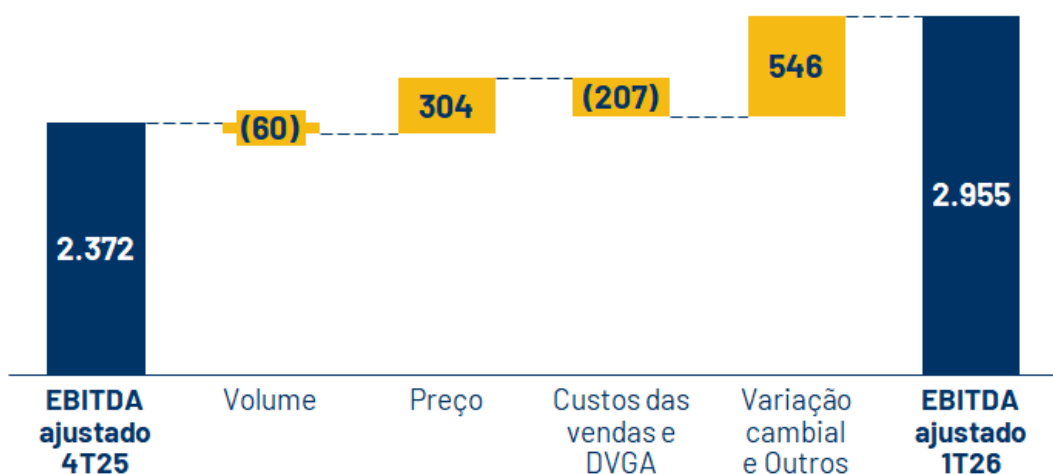 546
304
(207)
(60)
2.955
2.372
EBITDA
ajustado
4T25
Volume
Preço
Custos das
vendas e
DVGA
Variação
cambial
e Outros
EBITDA
ajustado
1T26